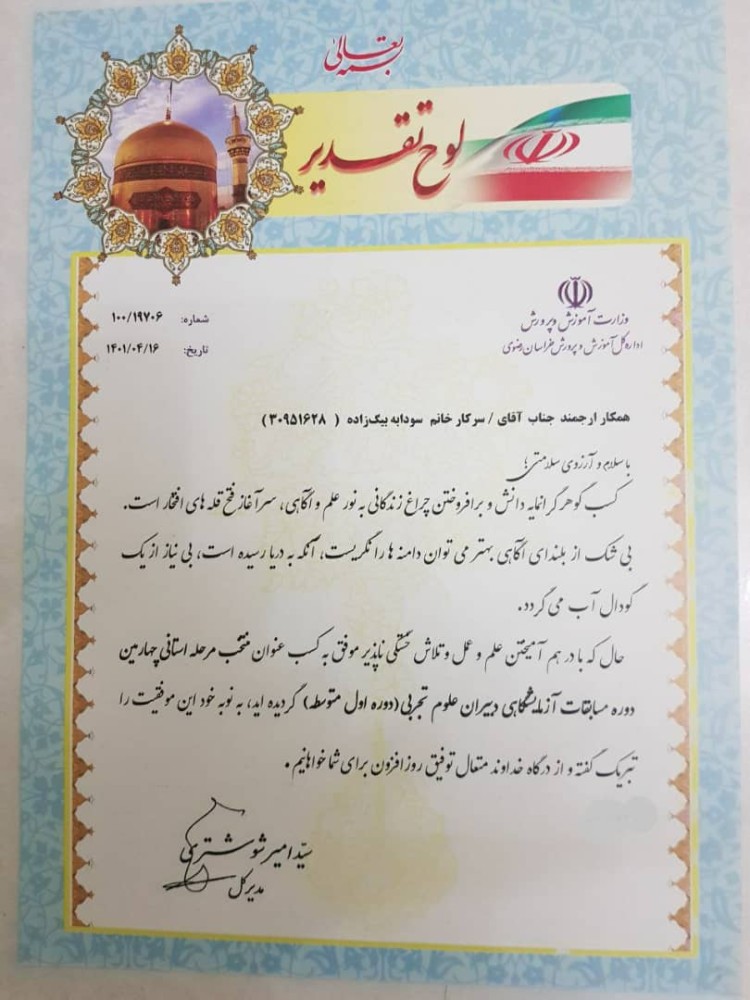 بسمه تعالی
لوح تقدیر
وزارت آموزش و پرورش
اداره کل آموزش و پرورش خراسان رضوی
شماره: ۱۰۰/۱۹۷۰۶
تاریخ: ۱۴۰۱/۰۴/۱۶
همکار ارجمند جناب آقای / سرکار خانم سودابه بیک‌زاده ( ۳۰۹۵۱۶۲۸ )
با سلام و آرزوی سلامتی؛
کسب گوهر گرانمایه دانش و برافروختن چراغ زندگانی به نور علم و آگاهی، سرآغاز فتح قله های افتخار است.
بی شک از بلندای آگاهی بهتر می توان دامنه ها را نگریست، آنکه به دریا رسیده است، بی نیاز از یک
گودال آب می گردد.
حال که با در هم آمیختن علم و عمل و تلاش خستگی ناپذیر موفق به کسب عنوان منتخب مرحله استانی چهارمین
دوره مسابقات آزمایشگاهی دبیران علوم تجربی (دوره اول متوسطه) گردیده اید، به نوبه خود این موفقیت را
تبریک گفته و از درگاه خداوند متعال توفیق روزافزون برای شما خواهانیم.
سیّد امیر شوشتری
مدیرکل